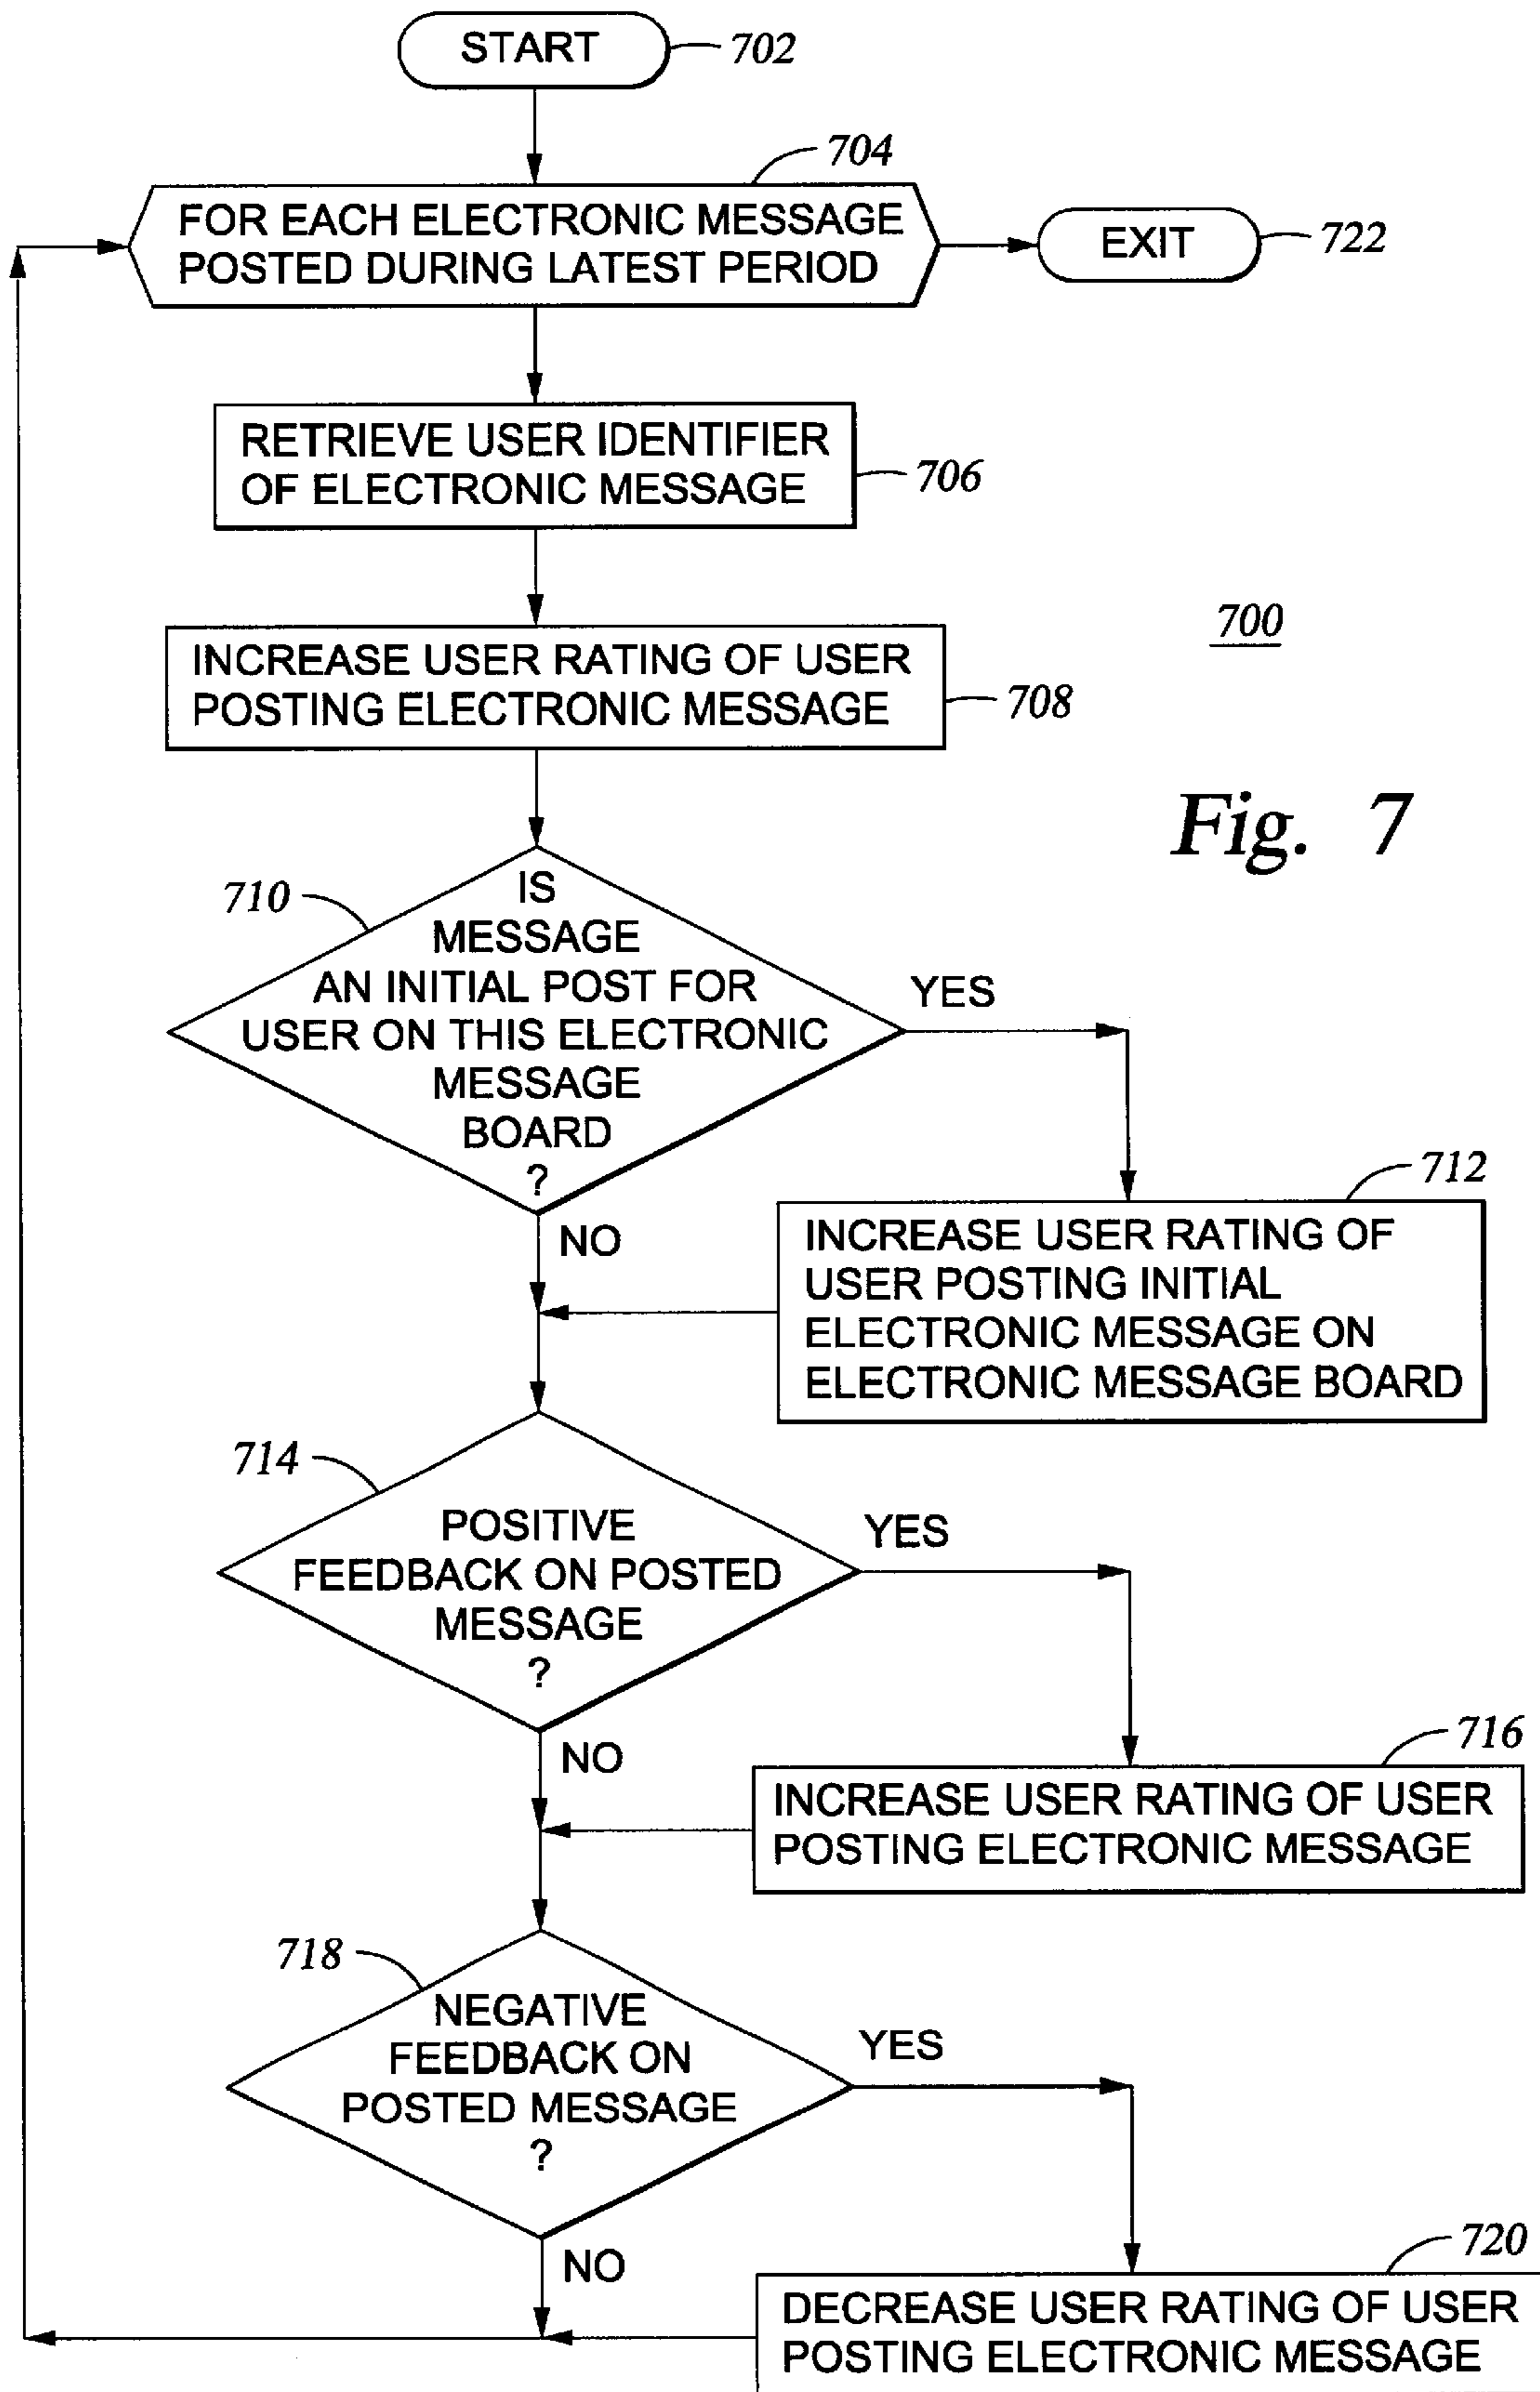 START
702
704
FOR EACH ELECTRONIC MESSAGE
POSTED DURING LATEST PERIOD
EXIT
722
RETRIEVE USER IDENTIFIER
OF ELECTRONIC MESSAGE
706
700
INCREASE USER RATING OF USER
POSTING ELECTRONIC MESSAGE
708
Fig. 7
710
IS
MESSAGE
AN INITIAL POST FOR
USER ON THIS ELECTRONIC
MESSAGE
BOARD
?
YES
NO
712
INCREASE USER RATING OF
USER POSTING INITIAL
ELECTRONIC MESSAGE ON
ELECTRONIC MESSAGE BOARD
714
POSITIVE
FEEDBACK ON POSTED
MESSAGE
?
YES
NO
716
INCREASE USER RATING OF USER
POSTING ELECTRONIC MESSAGE
718
NEGATIVE
FEEDBACK ON
POSTED MESSAGE
?
YES
NO
720
DECREASE USER RATING OF USER
POSTING ELECTRONIC MESSAGE